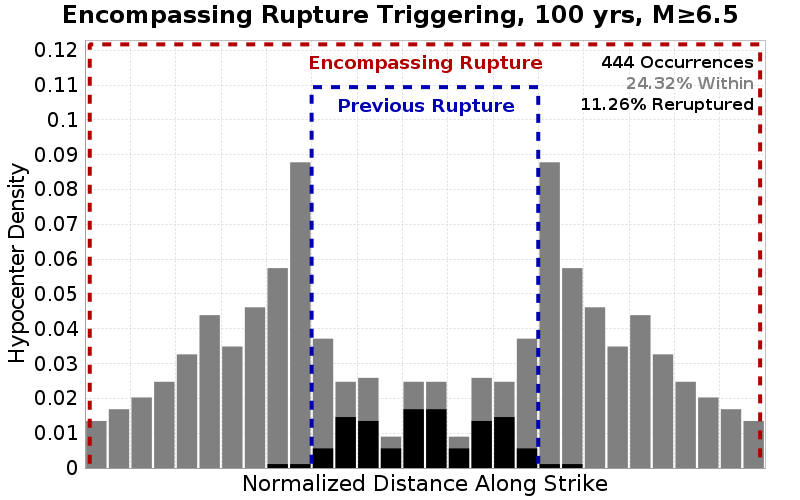 Encompassing Rupture Triggering, 100 yrs, M≥6.5
Encompassing Rupture
Previous Rupture
444 Occurrences
24.32% Within
11.26% Reruptured
Hypocenter Density
0.12
0.11
0.1
0.09
0.08
0.07
0.06
0.05
0.04
0.03
0.02
0.01
0
Normalized Distance Along Strike